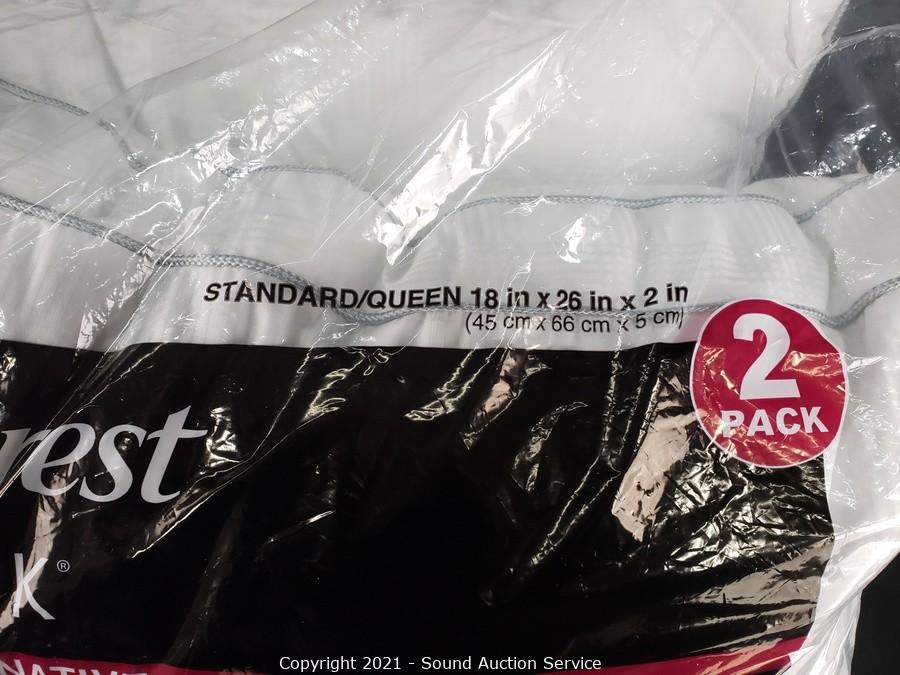 STANDARD/QUEEN 18 in x 26 in x 2 in
(45 cm x 66 cm x 5 cm)
2
PACK
rest
K®
NATIVE
Copyright 2021 - Sound Auction Service